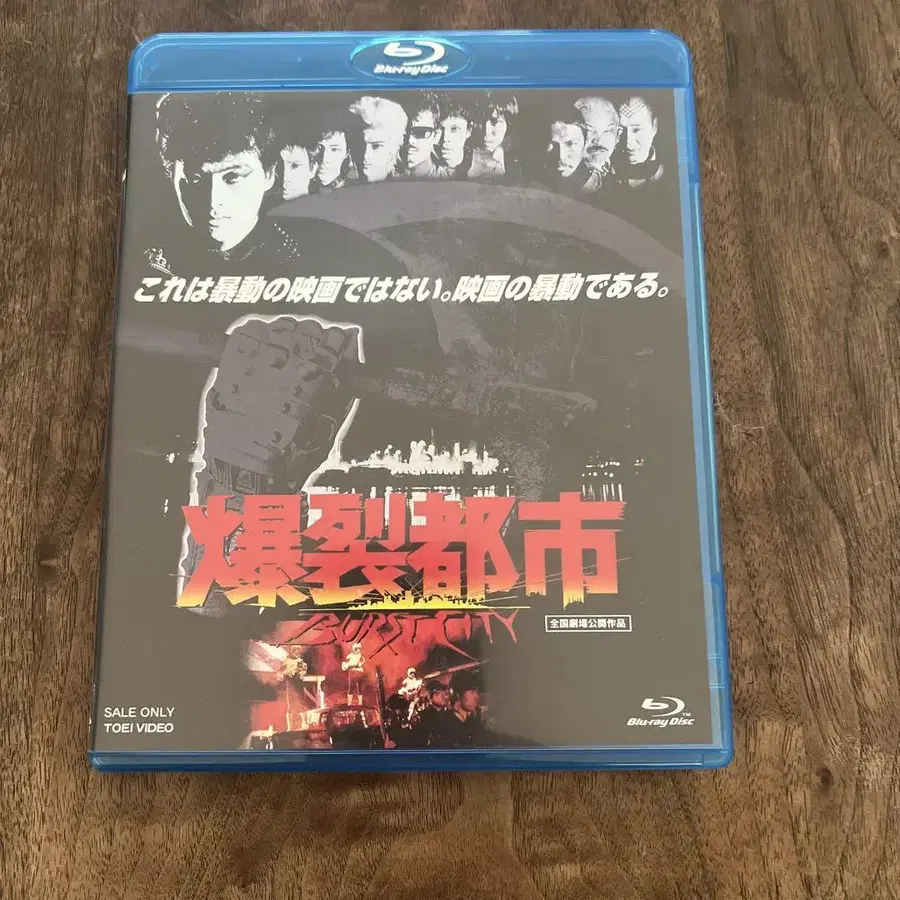 Blu-ray Disc
これは暴動の映画ではない。映画の暴動である。
爆裂都市
BURST CITY
全国劇場公開作品
SALE ONLY
TOEI VIDEO
Blu-ray Disc™